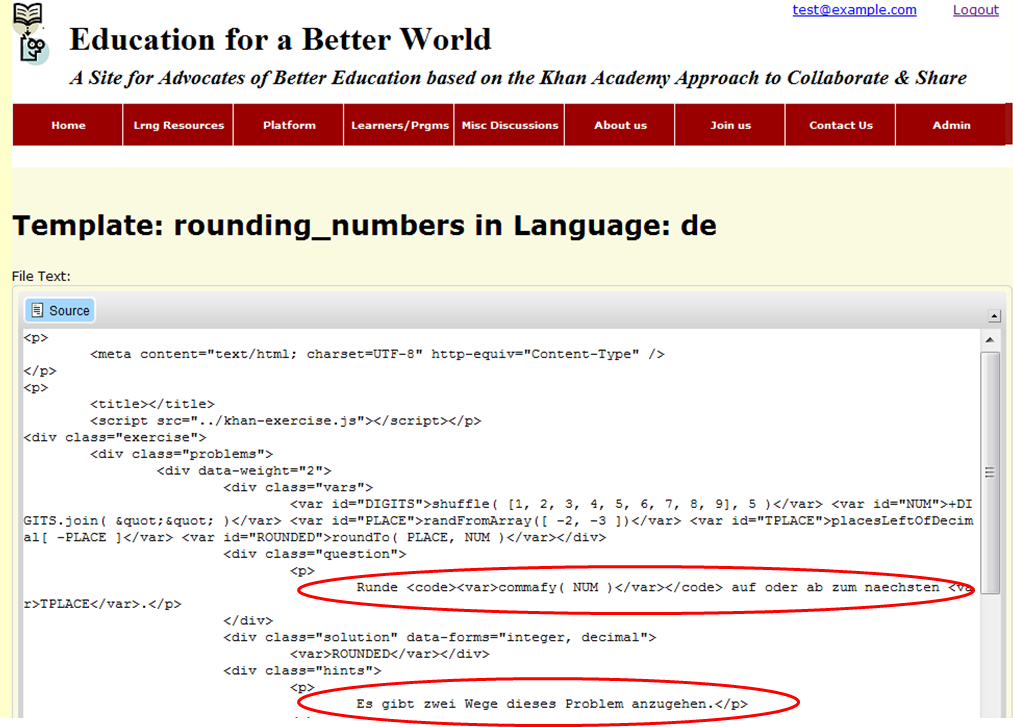 test@example.com Logout
Education for a Better World
A Site for Advocates of Better Education based on the Khan Academy Approach to Collaborate & Share
Home Lrng Resources Platform Learners/Prgms Misc Discussions About us Join us Contact Us Admin
Template: rounding_numbers in Language: de
File Text:
Source
<p>
<meta content="text/html; charset=UTF-8" http-equiv="Content-Type" />
</p>
<p>
<title></title>
<script src="../khan-exercise.js"></script></p>
<div class="exercise">
<div class="problems">
<div data-weight="2">
<div class="vars">
<var id="DIGITS">shuffle( [1, 2, 3, 4, 5, 6, 7, 8, 9], 5 )</var> <var id="NUM">+DI
GITS.join( &quot;&quot; )</var> <var id="PLACE">randFromArray([ -2, -3 ])</var> <var id="TPLACE">placesLeftOfDecim
al[ -PLACE ]</var> <var id="ROUNDED">roundTo( PLACE, NUM )</var></div>
<div class="question">
<p>
Runde <code><var>commafy( NUM )</var></code> auf oder ab zum naechsten <va
r>TPLACE</var>.</p>
</div>
<div class="solution" data-forms="integer, decimal">
<var>ROUNDED</var></div>
<div class="hints">
<p>
Es gibt zwei Wege dieses Problem anzugehen.</p>